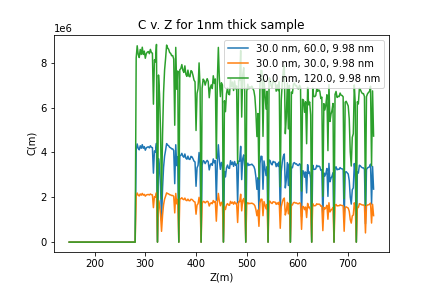 C v. Z for 1nm thick sample
1e6
30.0 nm, 60.0, 9.98 nm
30.0 nm, 30.0, 9.98 nm
30.0 nm, 120.0, 9.98 nm
8
6
4
2
0
C(m)
200 300 400 500 600 700
Z(m)